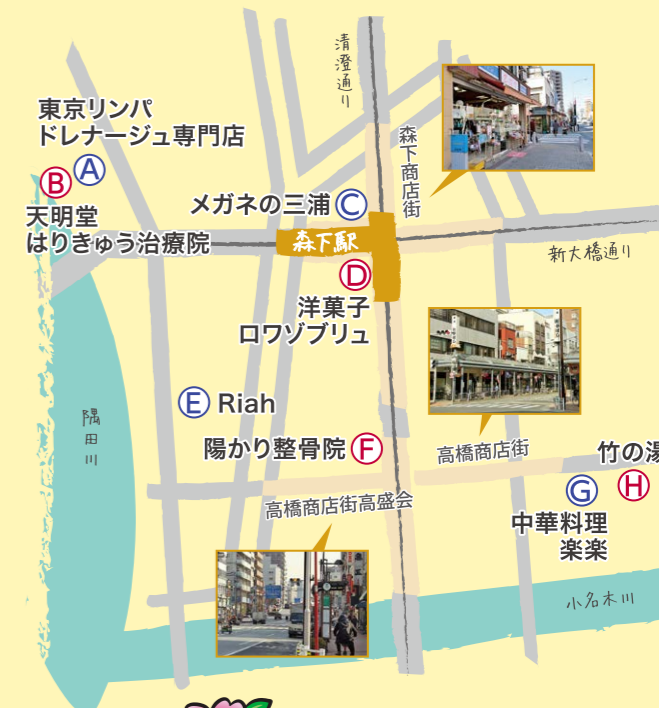 清澄通り
東京リンパ
ドレナージュ専門店
Ⓐ
Ⓑ
天明堂
はりきゅう治療院
森下商店街
メガネの三浦 Ⓒ
森下駅
新大橋通り
Ⓓ
洋菓子
ロワゾブリュ
Ⓔ Riah
隅田川
陽かり整骨院 Ⓕ
高橋商店街
竹の湯
Ⓖ
Ⓗ
高橋商店街高盛会
中華料理
楽楽
小名木川